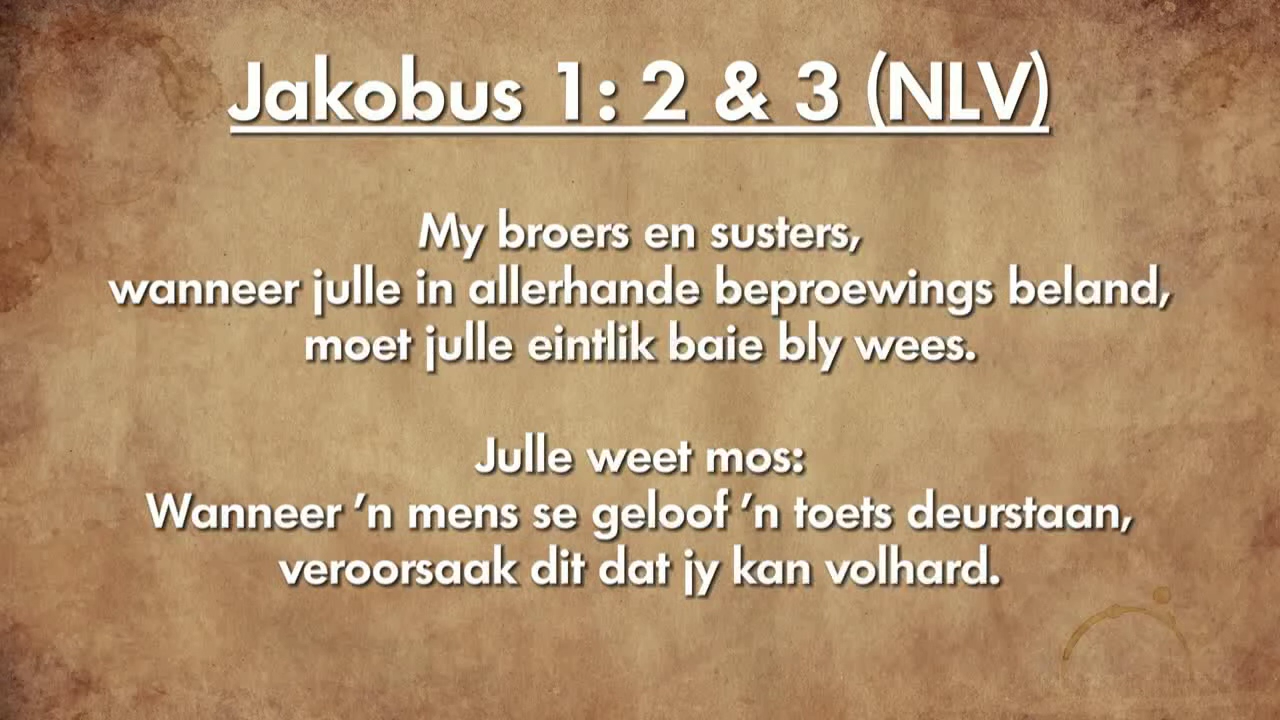 Jakobus 1: 2 & 3 (NLV)
My broers en susters,
wanneer julle in allerhande beproewings beland,
moet julle eintlik baie bly wees.
Julle weet mos:
Wanneer ’n mens se geloof ’n toets deurstaan,
veroorsaak dit dat jy kan volhard.